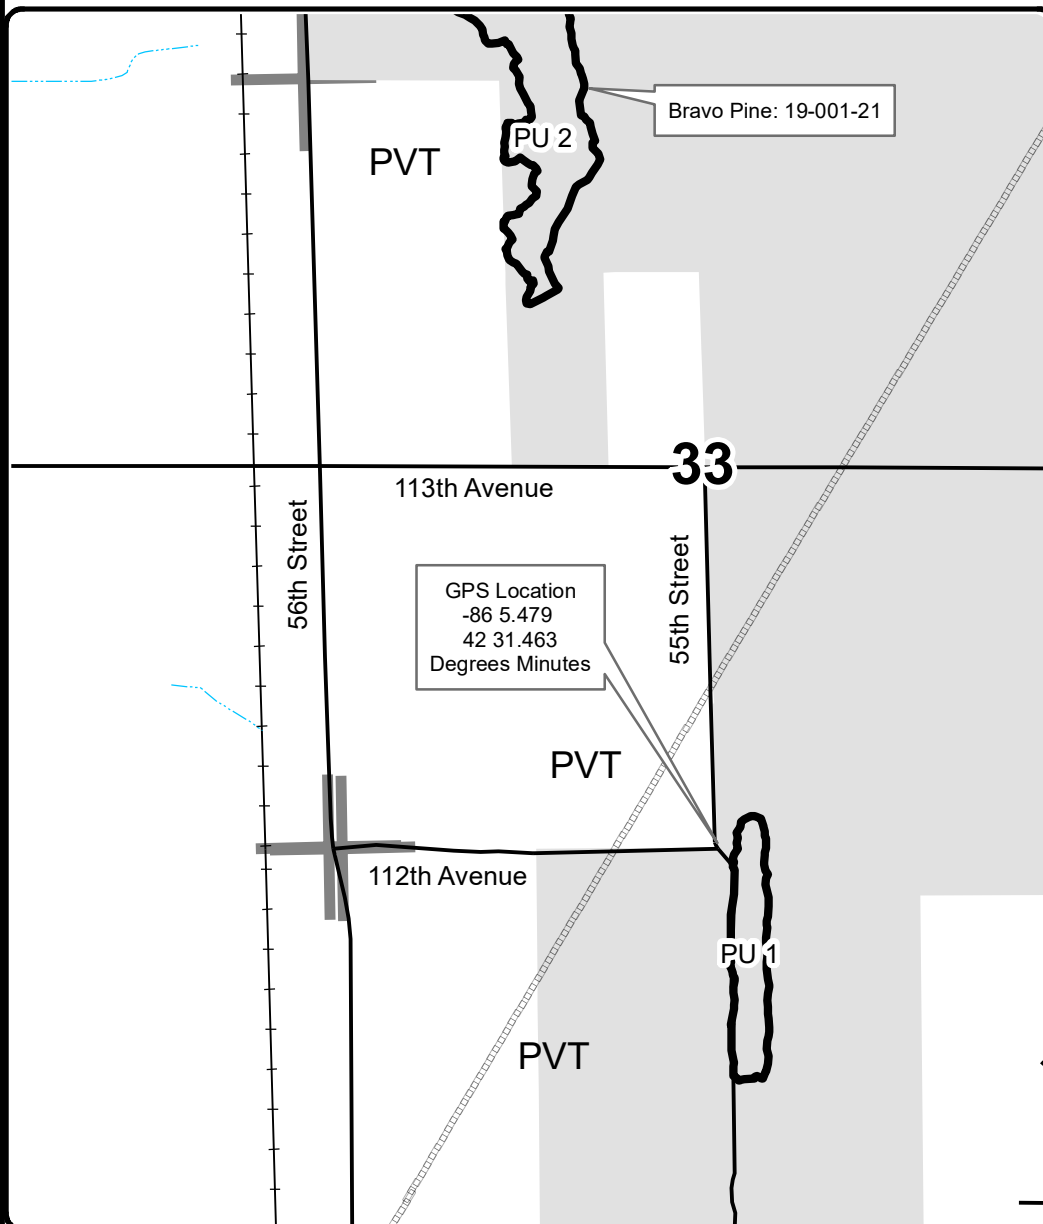 Bravo Pine: 19-001-21
PU 2
PVT
33
113th Avenue
56th Street
55th Street
GPS Location
-86 5.479
42 31.463
Degrees Minutes
PVT
112th Avenue
PU 1
PVT